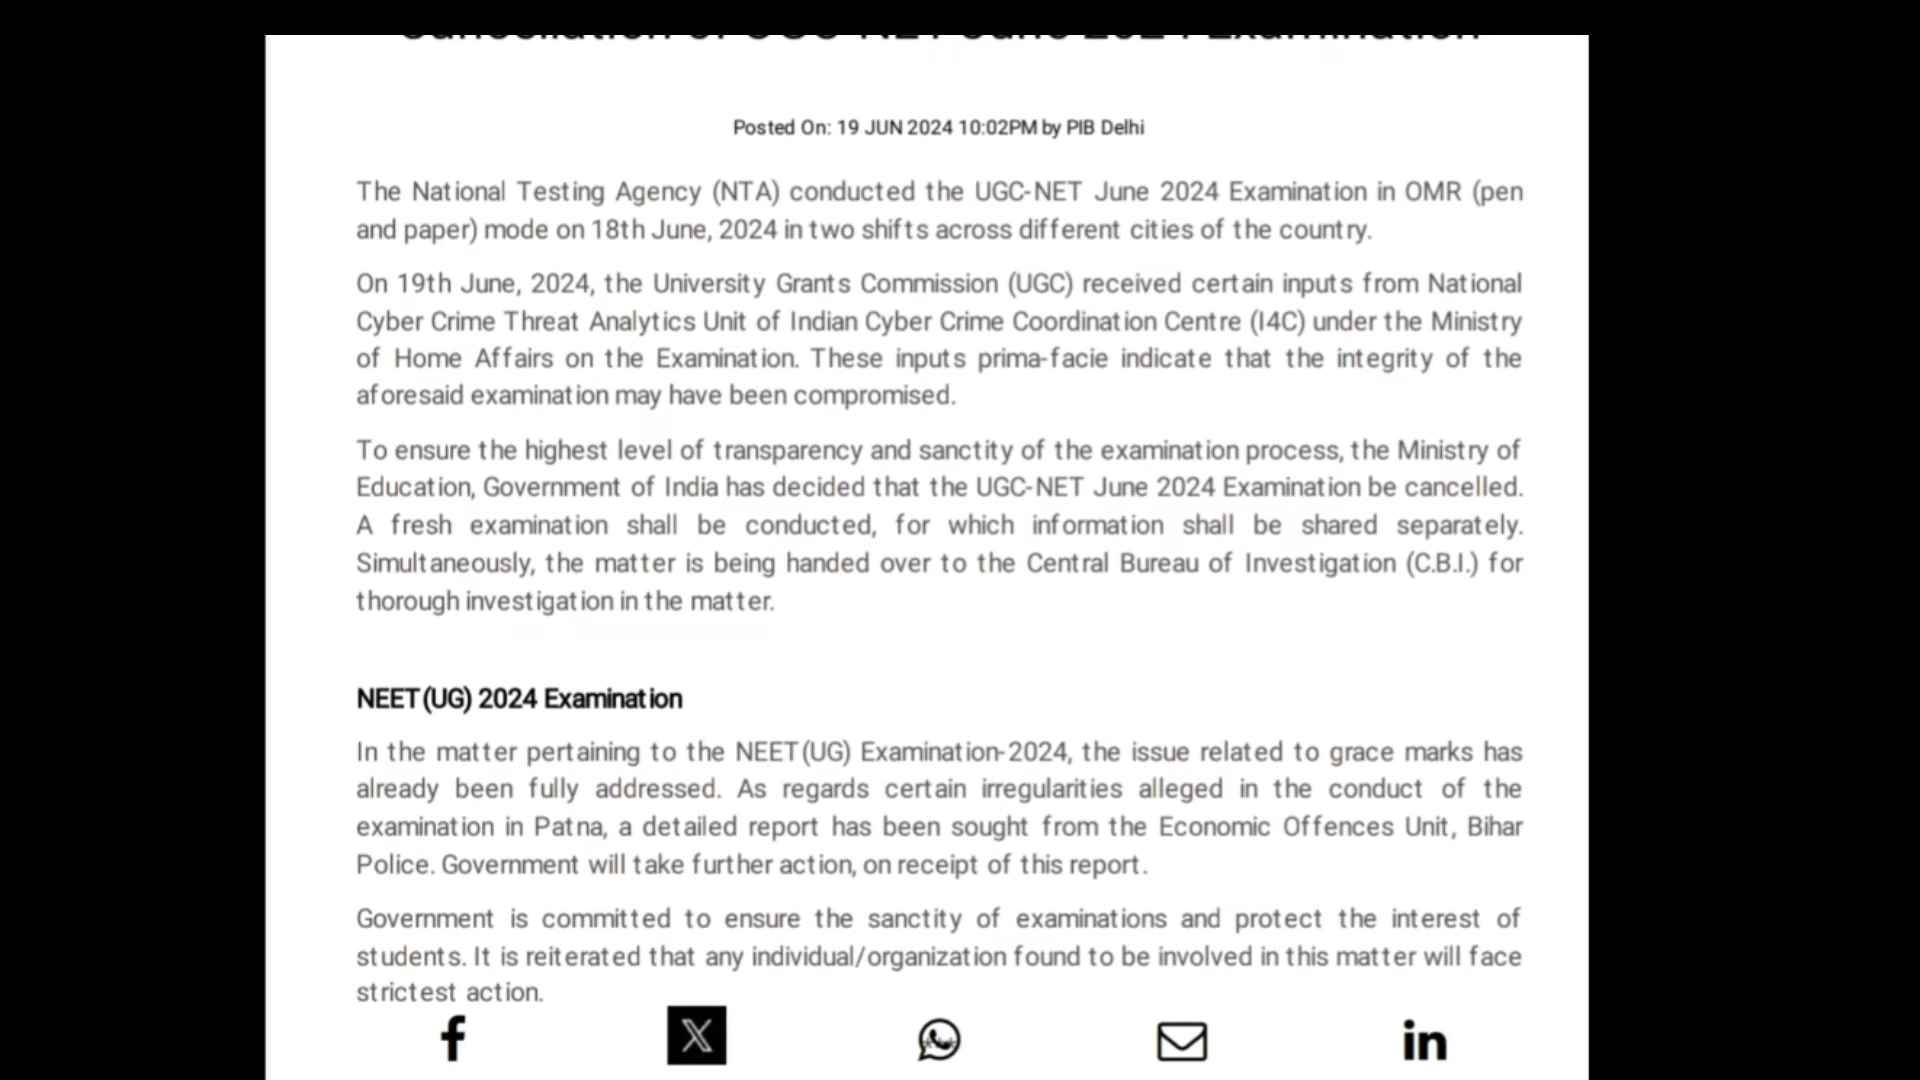 Cancellation of UGC-NET June 2024 Examination
Posted On: 19 JUN 2024 10:02PM by PIB Delhi
The National Testing Agency (NTA) conducted the UGC-NET June 2024 Examination in OMR (pen
and paper) mode on 18th June, 2024 in two shifts across different cities of the country.
On 19th June, 2024, the University Grants Commission (UGC) received certain inputs from National
Cyber Crime Threat Analytics Unit of Indian Cyber Crime Coordination Centre (I4C) under the Ministry
of Home Affairs on the Examination. These inputs prima-facie indicate that the integrity of the
aforesaid examination may have been compromised.
To ensure the highest level of transparency and sanctity of the examination process, the Ministry of
Education, Government of India has decided that the UGC-NET June 2024 Examination be cancelled.
A fresh examination shall be conducted, for which information shall be shared separately.
Simultaneously, the matter is being handed over to the Central Bureau of Investigation (C.B.I.) for
thorough investigation in the matter.
NEET(UG) 2024 Examination
In the matter pertaining to the NEET(UG) Examination-2024, the issue related to grace marks has
already been fully addressed. As regards certain irregularities alleged in the conduct of the
examination in Patna, a detailed report has been sought from the Economic Offences Unit, Bihar
Police. Government will take further action, on receipt of this report.
Government is committed to ensure the sanctity of examinations and protect the interest of
students. It is reiterated that any individual/organization found to be involved in this matter will face
strictest action.